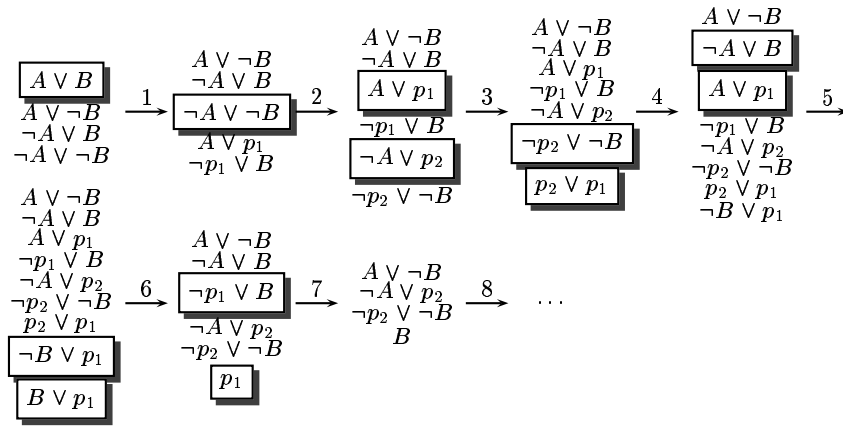 A ∨ B
A ∨ ¬B
¬A ∨ B
¬A ∨ ¬B
1
A ∨ ¬B
¬A ∨ B
¬A ∨ ¬B
A ∨ p₁
¬p₁ ∨ B
2
A ∨ ¬B
¬A ∨ B
A ∨ p₁
¬p₁ ∨ B
¬A ∨ p₂
¬p₂ ∨ ¬B
3
A ∨ ¬B
¬A ∨ B
A ∨ p₁
¬p₁ ∨ B
¬A ∨ p₂
¬p₂ ∨ ¬B
p₂ ∨ p₁
4
A ∨ ¬B
¬A ∨ B
A ∨ p₁
¬p₁ ∨ B
¬A ∨ p₂
¬p₂ ∨ ¬B
p₂ ∨ p₁
¬B ∨ p₁
5
A ∨ ¬B
¬A ∨ B
A ∨ p₁
¬p₁ ∨ B
¬A ∨ p₂
¬p₂ ∨ ¬B
p₂ ∨ p₁
¬B ∨ p₁
B ∨ p₁
6
A ∨ ¬B
¬A ∨ B
¬p₁ ∨ B
¬A ∨ p₂
¬p₂ ∨ ¬B
p₁
7
A ∨ ¬B
¬A ∨ p₂
¬p₂ ∨ ¬B
B
8
⋯